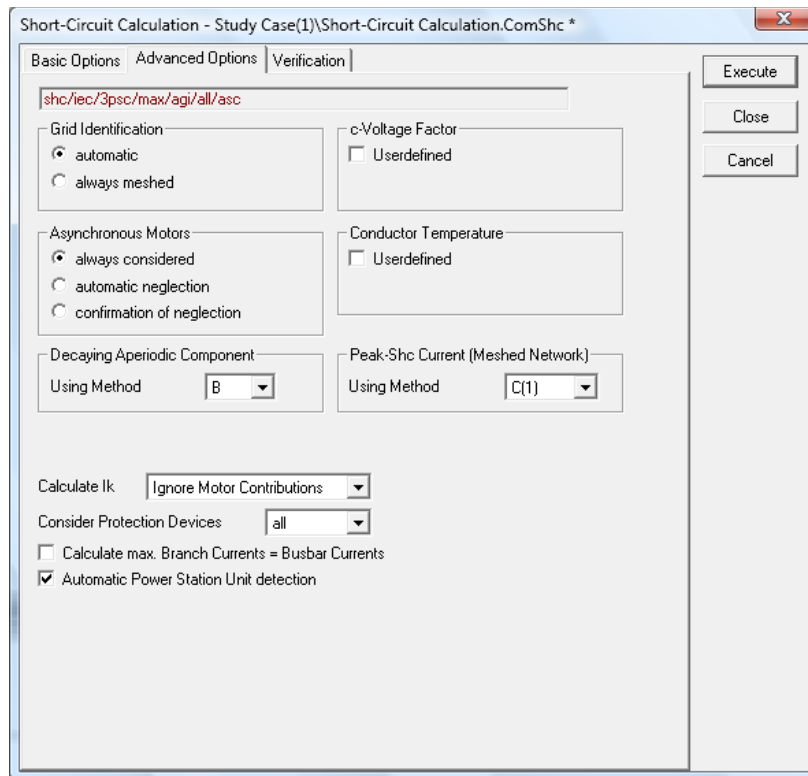 Short-Circuit Calculation - Study Case(1)\Short-Circuit Calculation.ComShc *
Basic Options
Advanced Options
Verification
Execute
Close
Cancel
shc/iec/3psc/max/agi/all/asc
Grid Identification
automatic
always meshed
c-Voltage Factor
Userdefined
Asynchronous Motors
always considered
automatic neglection
confirmation of neglection
Conductor Temperature
Userdefined
Decaying Aperiodic Component
Using Method B
Peak-Shc Current (Meshed Network)
Using Method C(1)
Calculate Ik Ignore Motor Contributions
Consider Protection Devices all
Calculate max. Branch Currents = Busbar Currents
Automatic Power Station Unit detection